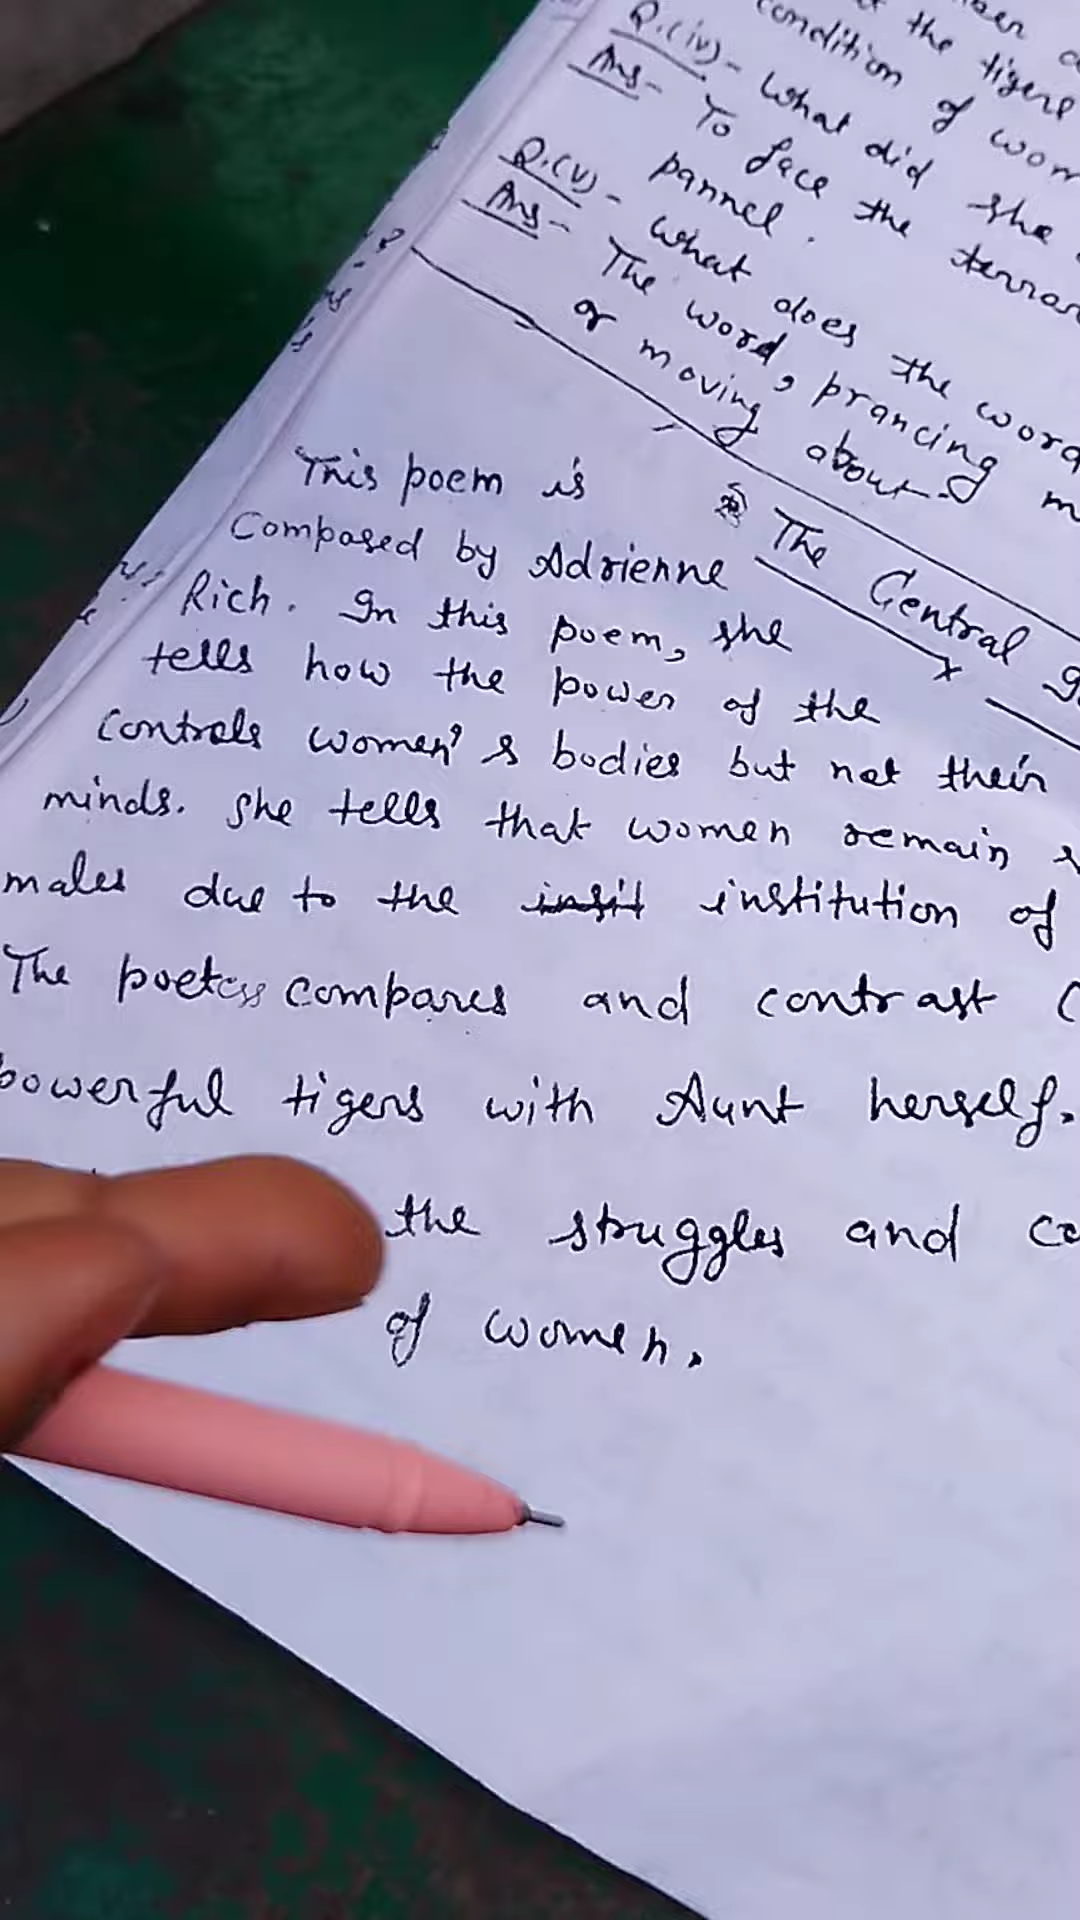 the tigers
condition of
Q.(iv)- What did she
Ans- To face the
pannel.
Q.(v)- What does the word
Ans- The word, prancing
or moving about.
The Central
This poem is
Composed by Adrienne
Rich. In this poem, she
tells how the power of the
Controls women's bodies but not their
minds. She tells that women remain
males due to the insit institution of
The poetess compares and contrast
powerful tigers with Aunt herself.
the struggles and
of women.